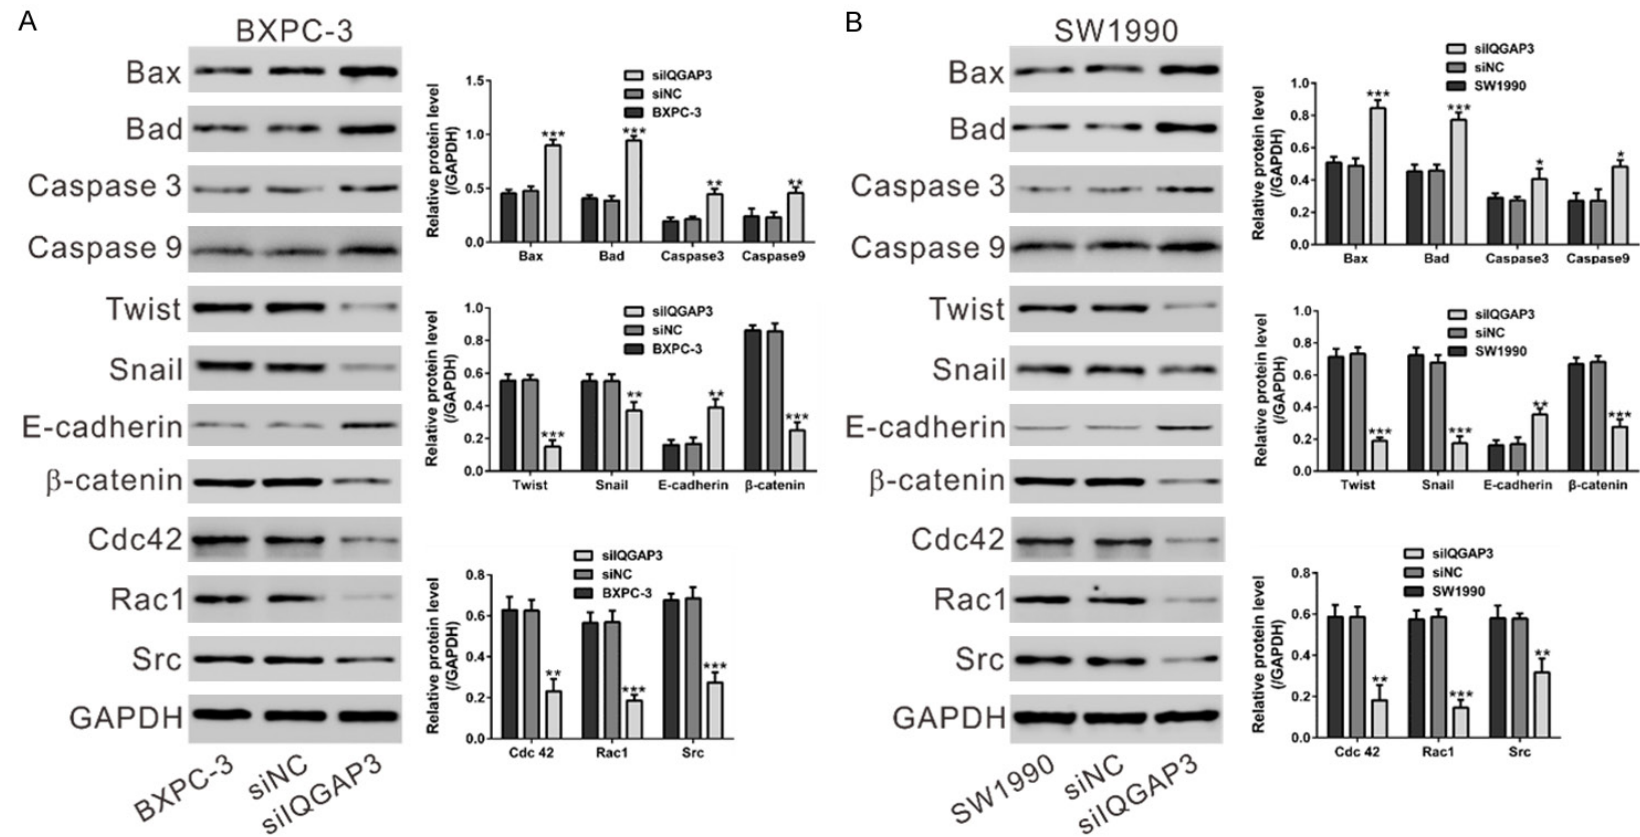 A
BXPC-3
Bax
Bad
Caspase 3
Caspase 9
Twist
Snail
E-cadherin
β-catenin
Cdc42
Rac1
Src
GAPDH
BXPC-3
siNC
siIQGAP3
Relative protein level
(/GAPDH)
siIQGAP3
siNC
BXPC-3
1.5
1.0
0.5
0.0
*** *** ** **
Bax Bad Caspase3 Caspase9
Relative protein level
(/GAPDH)
siIQGAP3
siNC
BXPC-3
1.0
0.8
0.6
0.4
0.2
0.0
*** ** ** ***
Twist Snail E-cadherin β-catenin
Relative protein level
(/GAPDH)
siIQGAP3
siNC
BXPC-3
0.8
0.6
0.4
0.2
0.0
** *** ***
Cdc 42 Rac1 Src
B
SW1990
Bax
Bad
Caspase 3
Caspase 9
Twist
Snail
E-cadherin
β-catenin
Cdc42
Rac1
Src
GAPDH
SW1990
siNC
siIQGAP3
Relative protein level
(/GAPDH)
siIQGAP3
siNC
SW1990
1.0
0.8
0.6
0.4
0.2
0.0
*** *** * *
Bax Bad Caspase3 Caspase9
Relative protein level
(/GAPDH)
siIQGAP3
siNC
SW1990
1.0
0.8
0.6
0.4
0.2
0.0
*** *** ** ***
Twist Snail E-cadherin β-catenin
Relative protein level
(/GAPDH)
siIQGAP3
siNC
SW1990
0.8
0.6
0.4
0.2
0.0
** *** **
Cdc 42 Rac1 Src